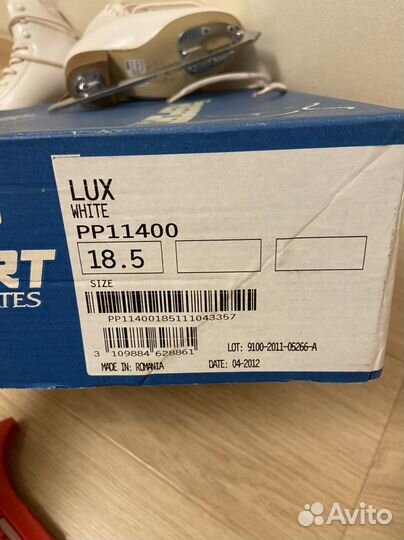 LUX
WHITE
PP11400
18.5
SIZE
PP11400185111043357
3 109884 628861
LOT: 9100-2011-05266-A
MADE IN: ROMANIA
DATE: 04-2012
RT
TES
Avito